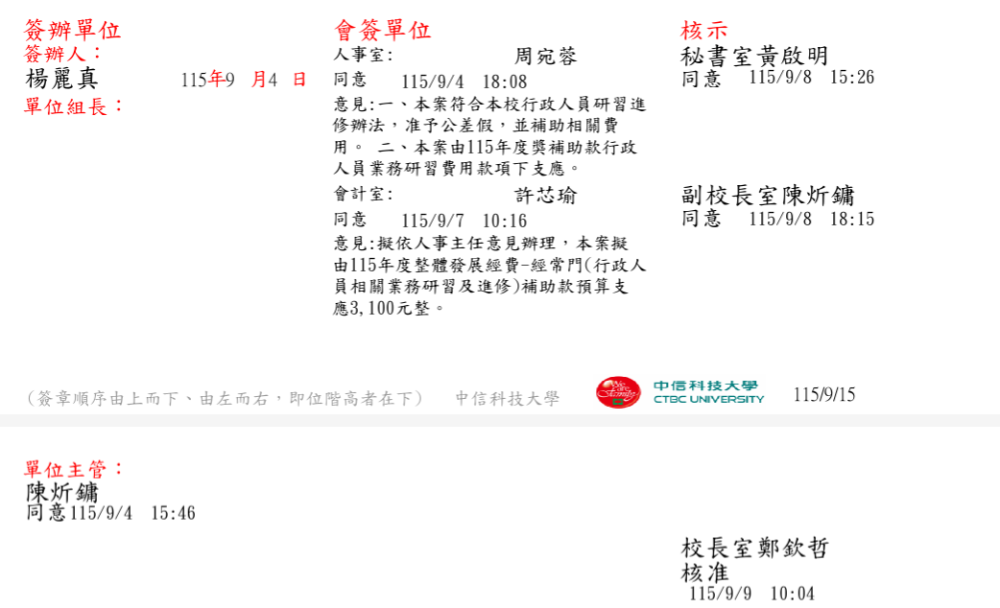 簽辦單位
簽辦人：
楊麗真 115年9 月4 日
單位組長：
會簽單位
人事室: 周宛蓉
同意 115/9/4 18:08
意見:一、本案符合本校行政人員研習進
修辦法，准予公差假，並補助相關費
用。 二、本案由115年度獎補助款行政
人員業務研習費用款項下支應。
會計室: 許芯瑜
同意 115/9/7 10:16
意見:擬依人事主任意見辦理，本案擬
由115年度整體發展經費-經常門(行政人
員相關業務研習及進修)補助款預算支
應3,100元整。
核示
秘書室黃啟明
同意 115/9/8 15:26
副校長室陳炘鏞
同意 115/9/8 18:15
（簽章順序由上而下、由左而右，即位階高者在下） 中信科技大學
We are Family
中信科技大學
CTBC UNIVERSITY
115/9/15
單位主管：
陳炘鏞
同意115/9/4 15:46
校長室鄭欽哲
核准
115/9/9 10:04